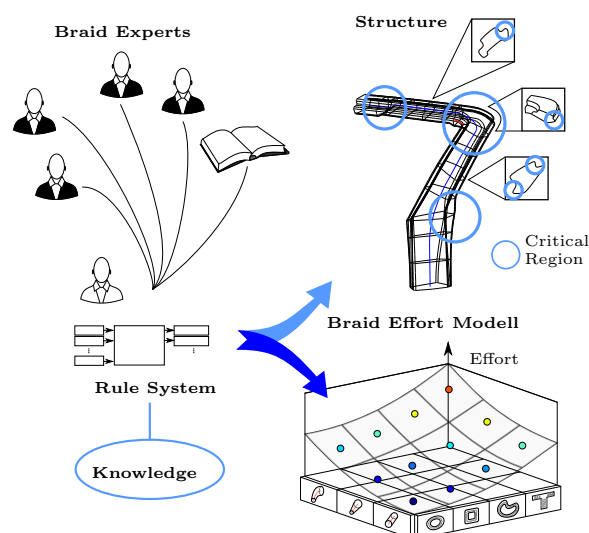 Braid Experts
Structure
Critical
Region
Braid Effort Modell
Effort
Rule System
Knowledge